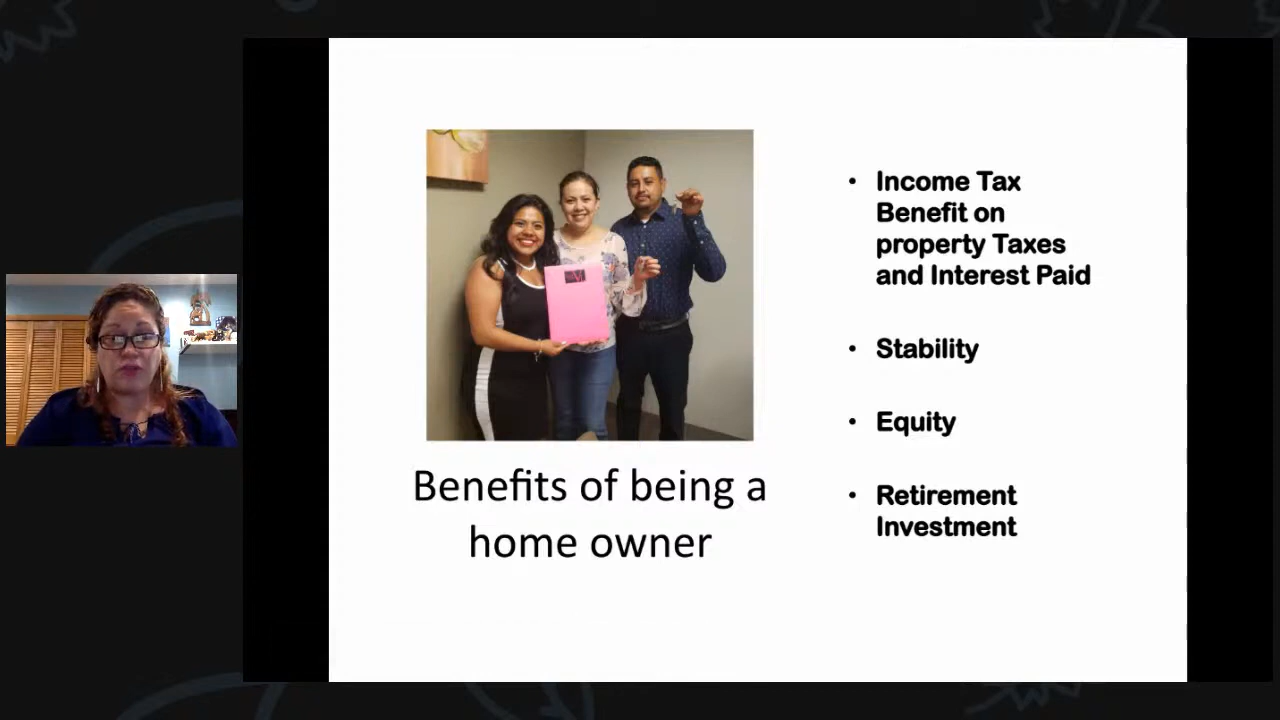 Benefits of being a
home owner
• Income Tax
Benefit on
property Taxes
and Interest Paid
• Stability
• Equity
• Retirement
Investment